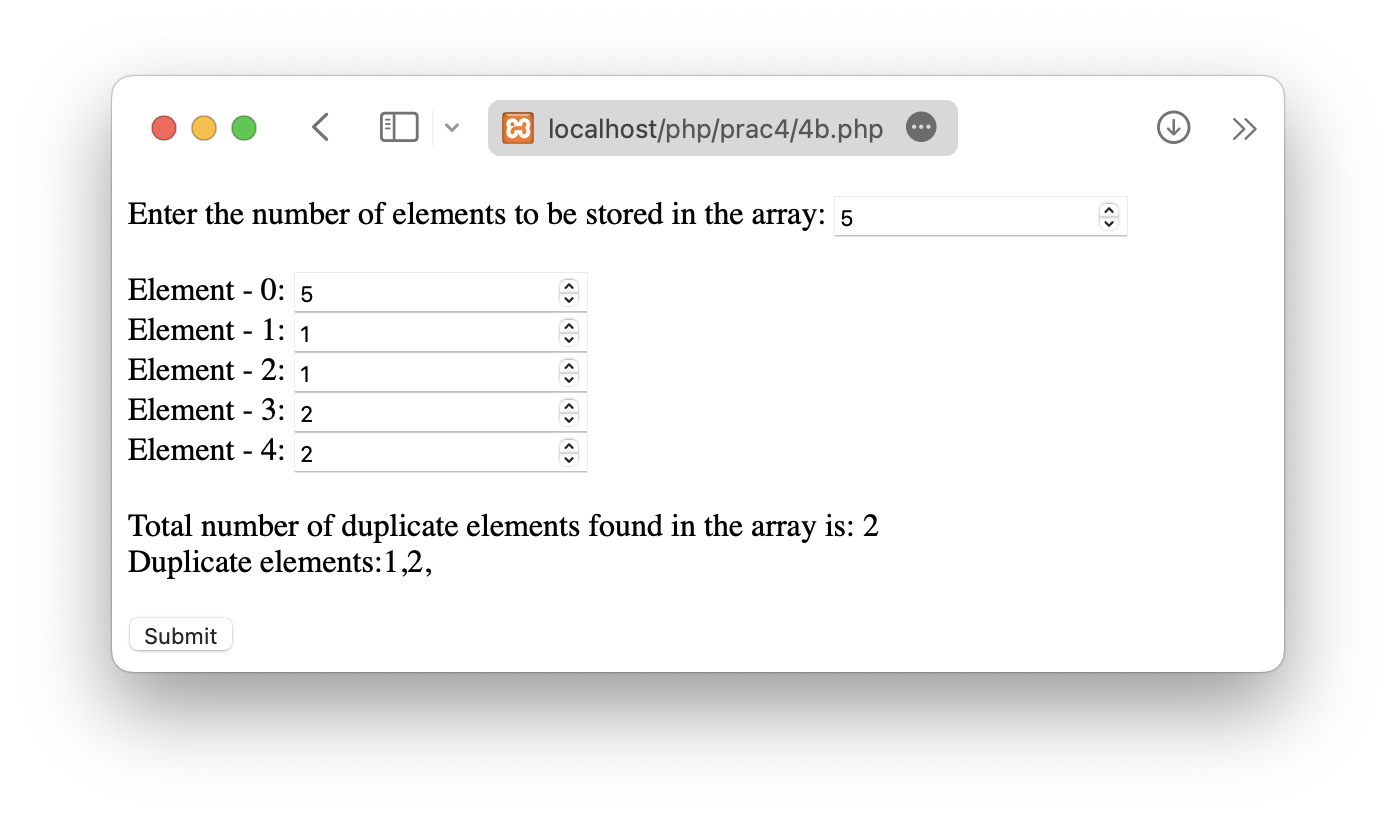 localhost/php/prac4/4b.php
Enter the number of elements to be stored in the array: 5
Element - 0: 5
Element - 1: 1
Element - 2: 1
Element - 3: 2
Element - 4: 2
Total number of duplicate elements found in the array is: 2
Duplicate elements:1,2,
Submit